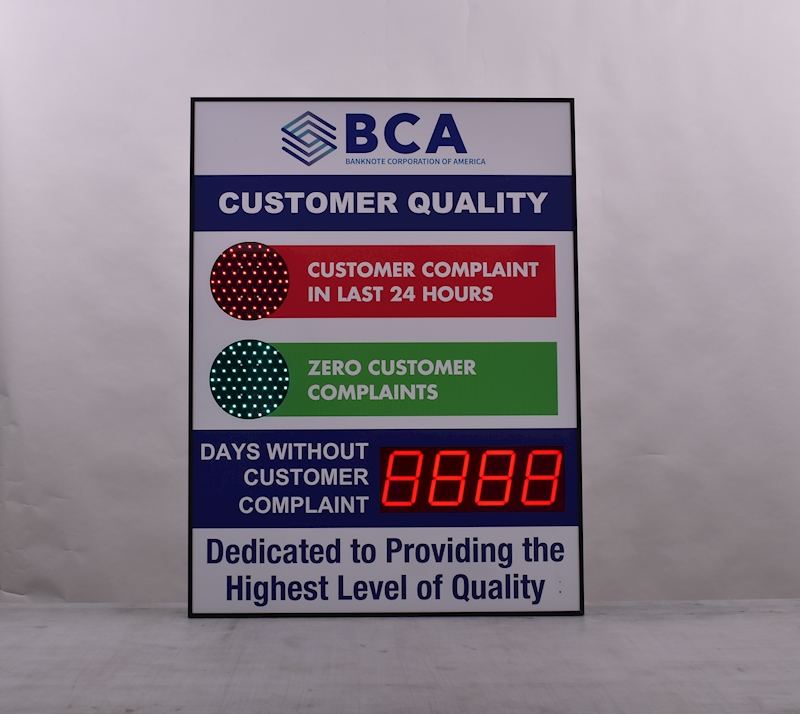 BCA
BANKNOTE CORPORATION OF AMERICA
CUSTOMER QUALITY
CUSTOMER COMPLAINT
IN LAST 24 HOURS
ZERO CUSTOMER
COMPLAINTS
DAYS WITHOUT
CUSTOMER
COMPLAINT
8888
Dedicated to Providing the
Highest Level of Quality